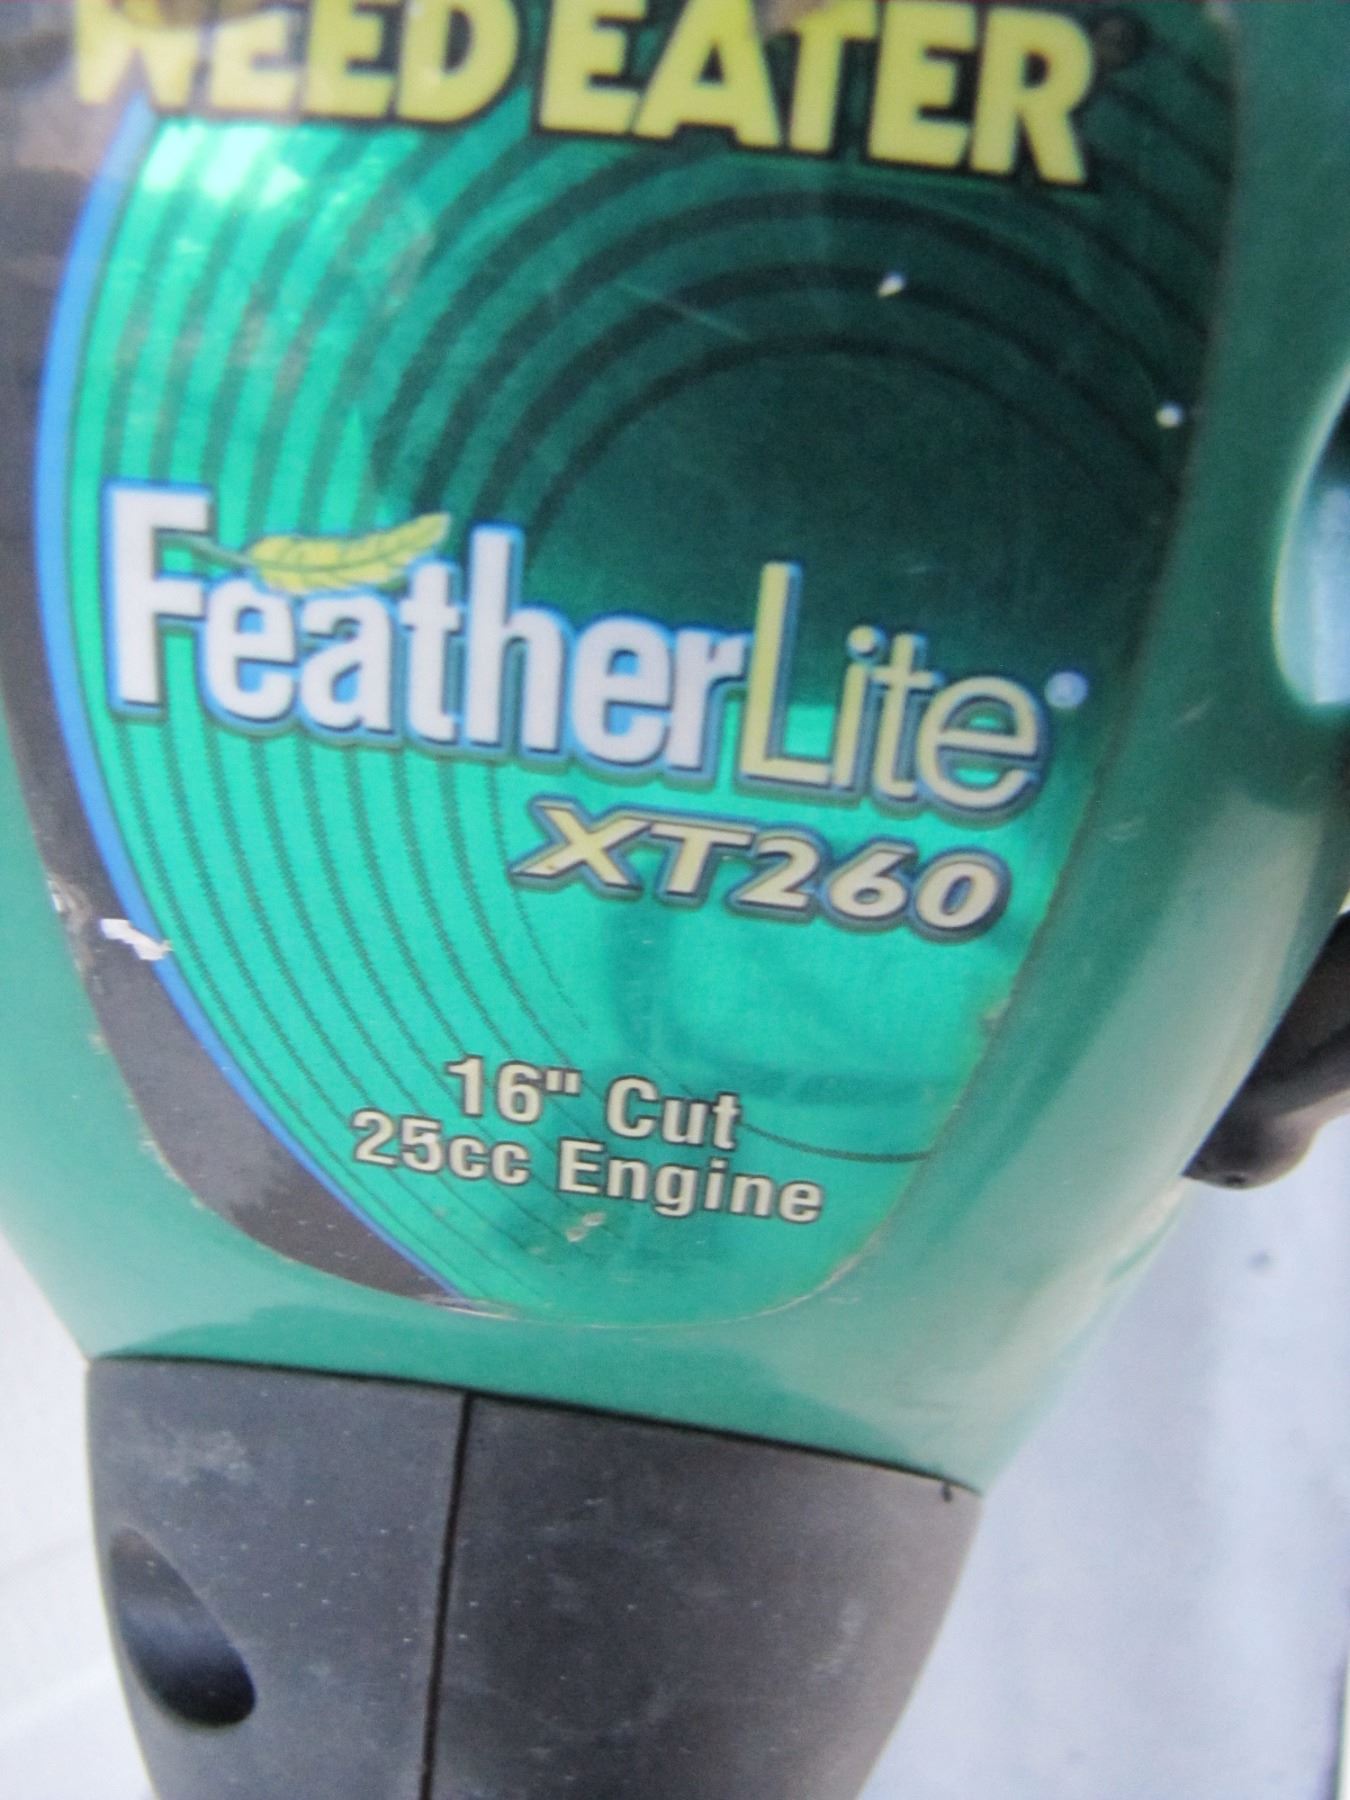 WEED EATER
FeatherLite®
XT260
16" Cut
25cc Engine